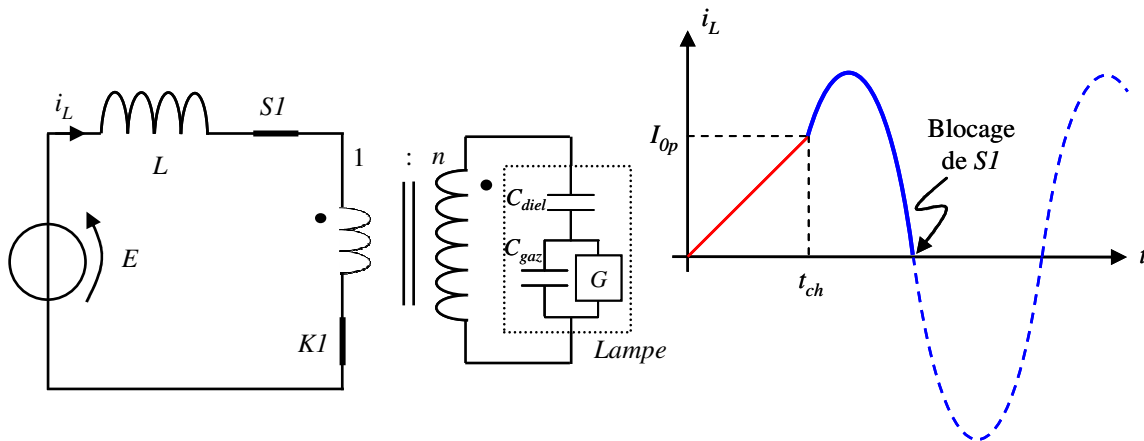 i_L
S1
L
1 : n
E
K1
C_diel
C_gaz
G
Lampe
i_L
I_0p
Blocage
de S1
t_ch
t